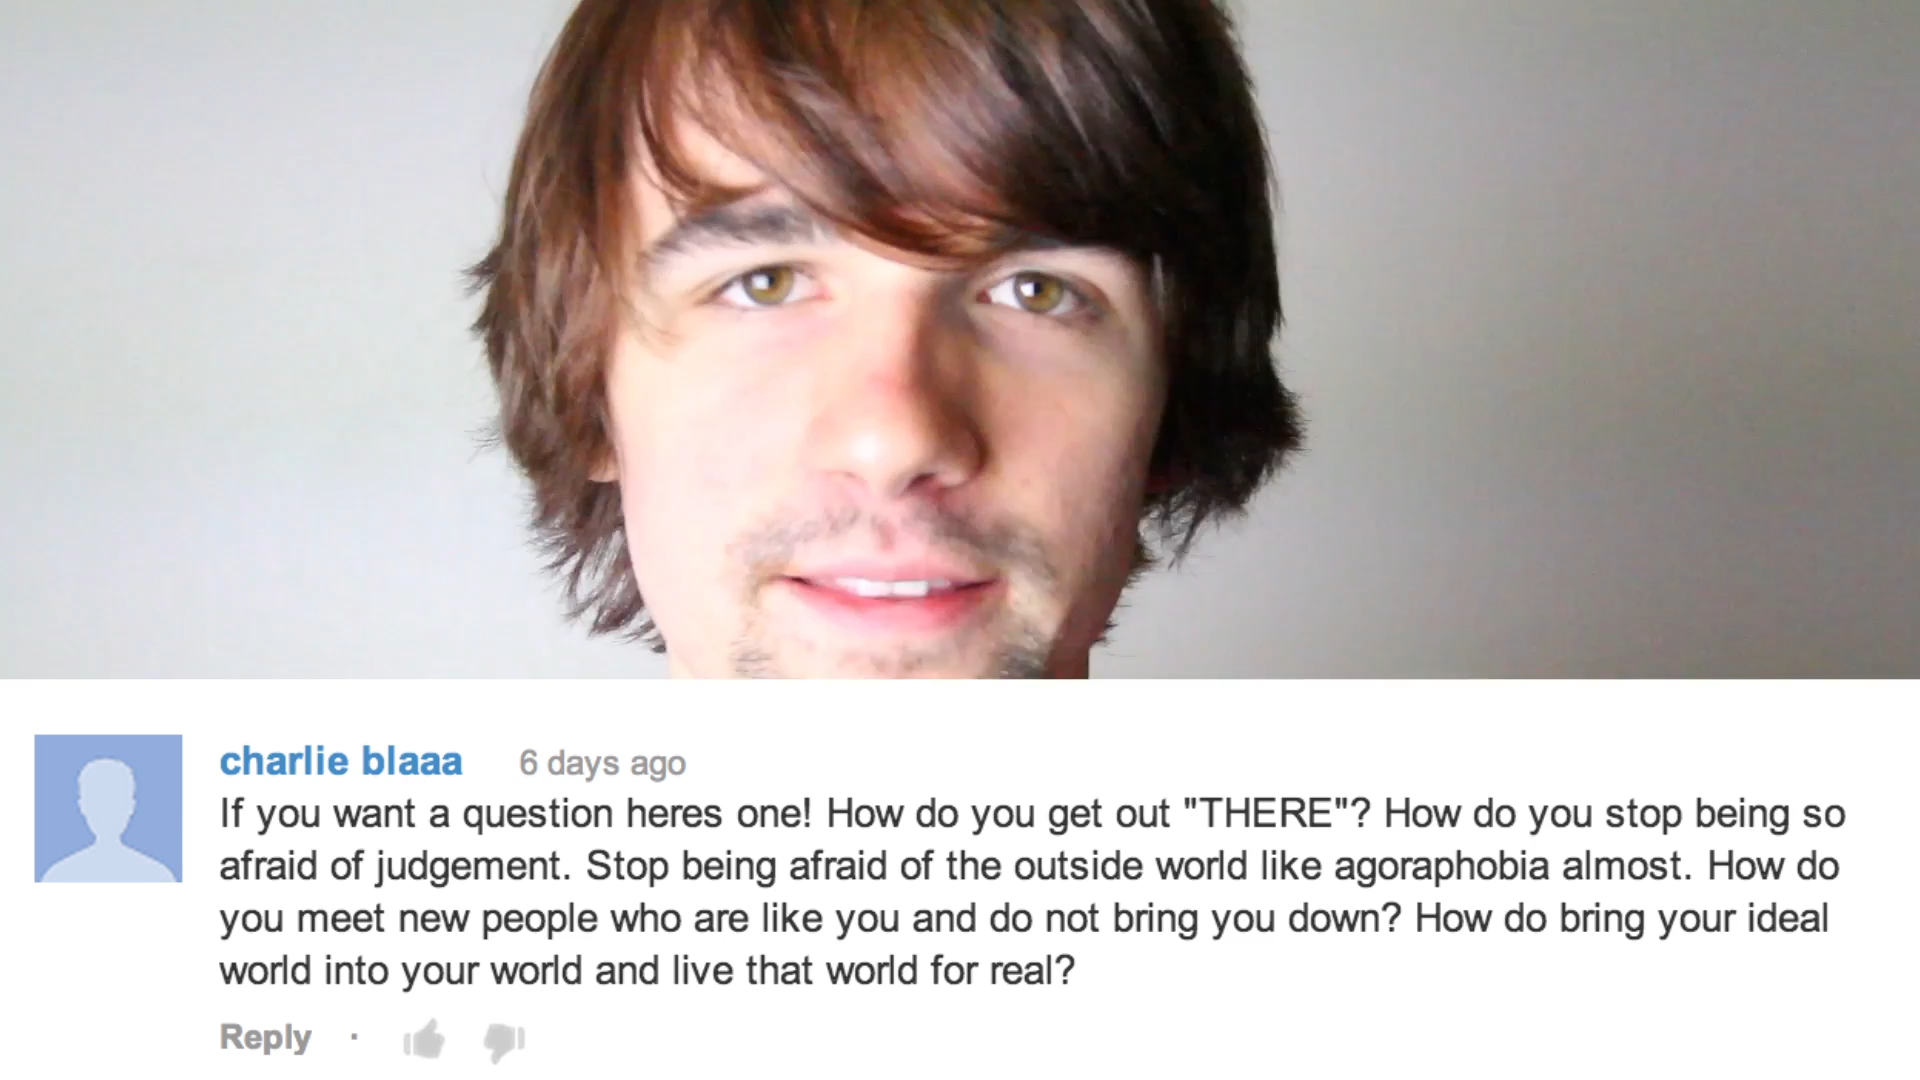 charlie blaaa 6 days ago
If you want a question heres one! How do you get out "THERE"? How do you stop being so
afraid of judgement. Stop being afraid of the outside world like agoraphobia almost. How do
you meet new people who are like you and do not bring you down? How do bring your ideal
world into your world and live that world for real?
Reply ·